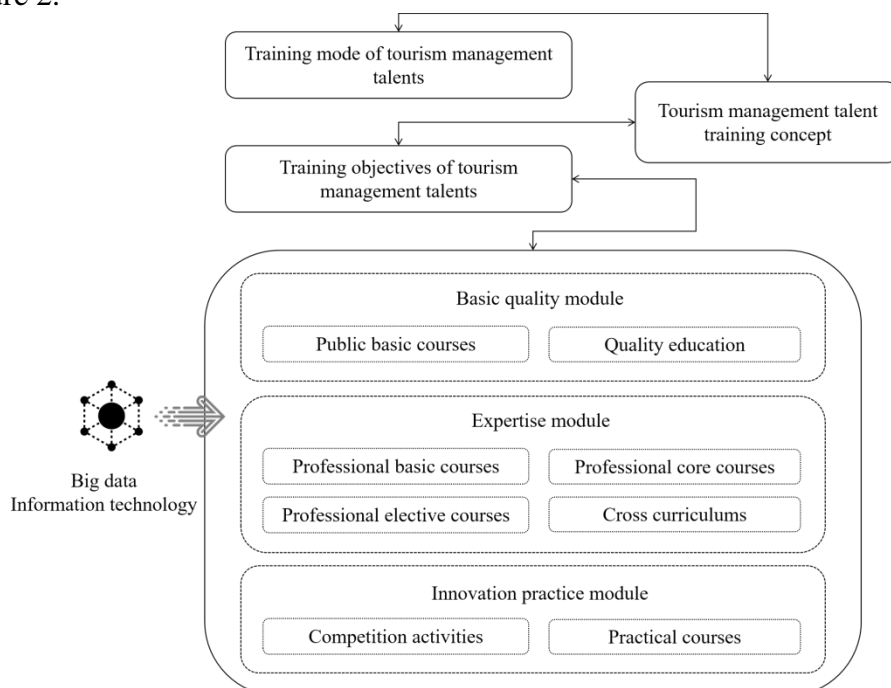 2.
Training mode of tourism management
talents
Tourism management talent
training concept
Training objectives of tourism
management talents
Basic quality module
Public basic courses
Quality education
Expertise module
Professional basic courses
Professional core courses
Professional elective courses
Cross curriculums
Big data
Information technology
Innovation practice module
Competition activities
Practical courses